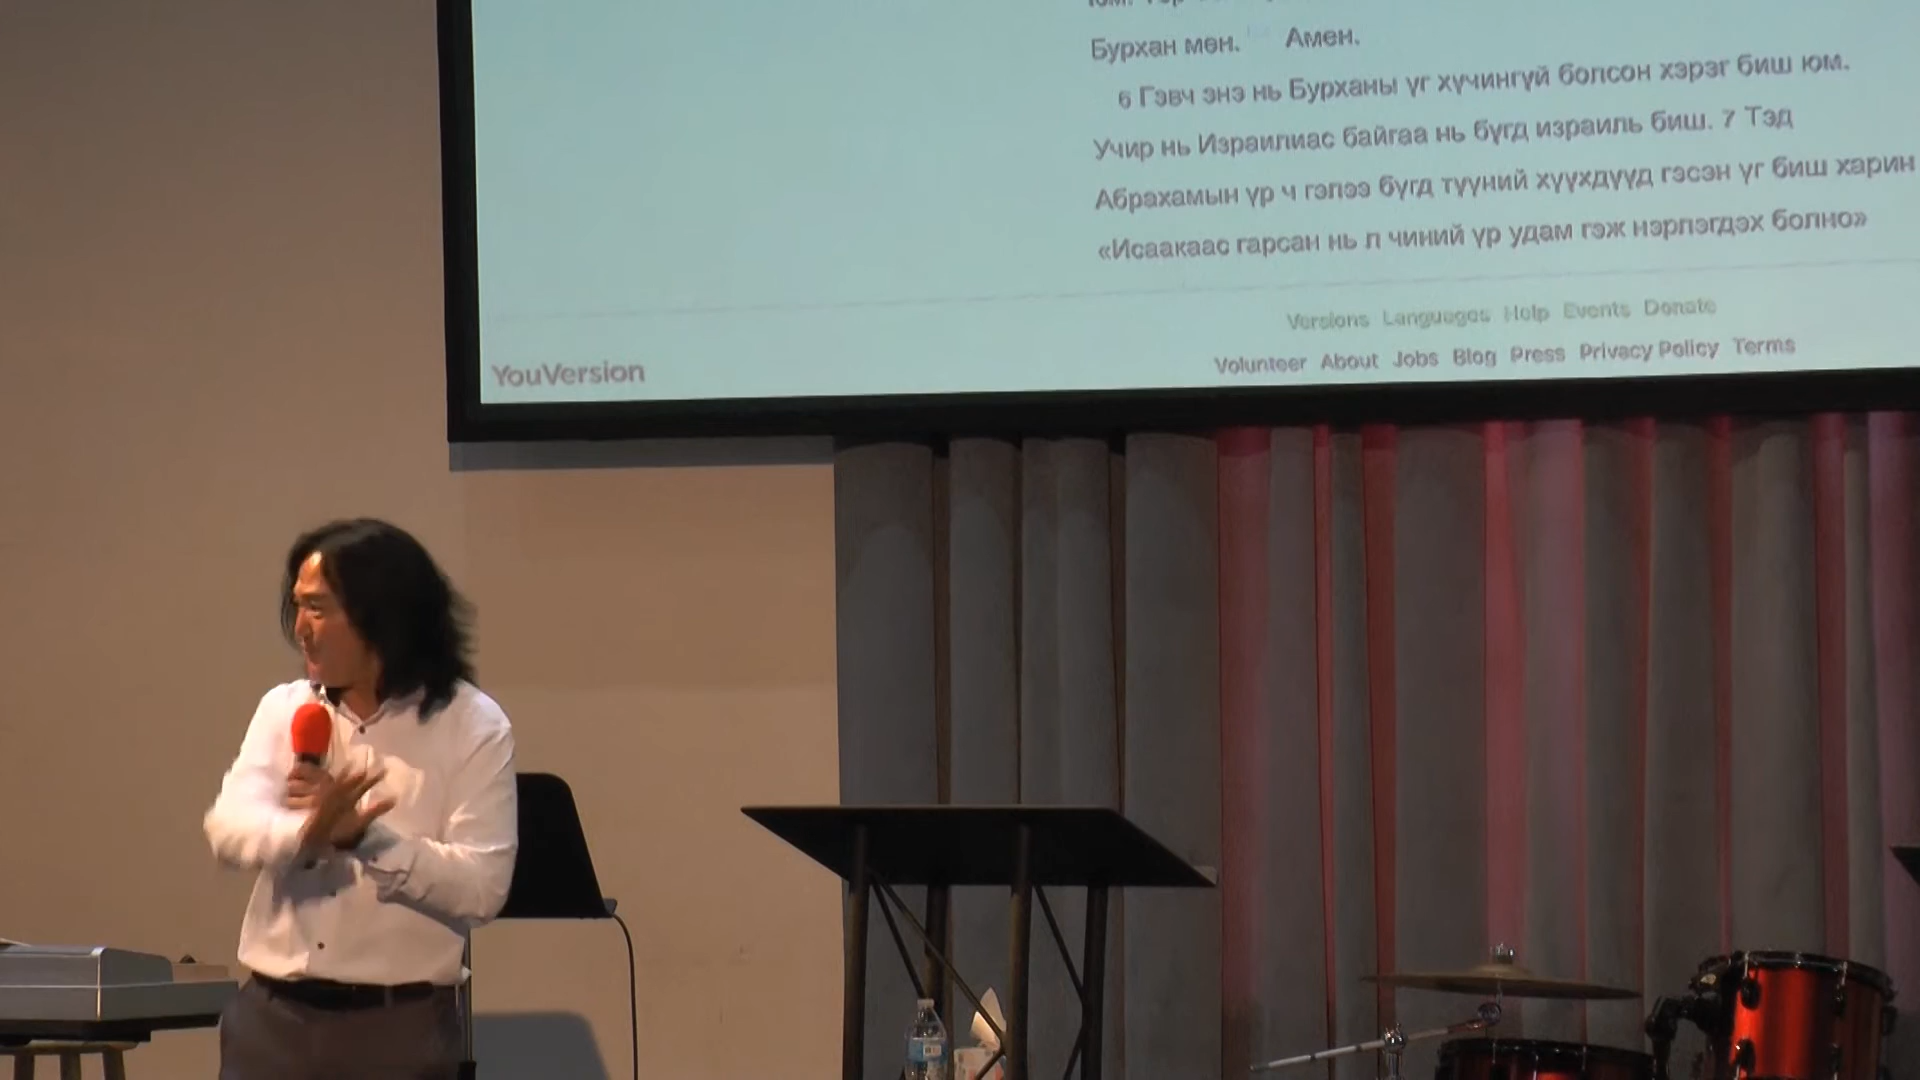 Бурхан мөн. Амен.
6 Гэвч энэ нь Бурханы үг хүчингүй болсон хэрэг биш юм.
Учир нь Израилиас байгаа нь бүгд израиль биш. 7 Тэд
Абрахамын үр ч гэлээ бүгд түүний хүүхдүүд гэсэн үг биш харин
«Исаакаас гарсан нь л чиний үр удам гэж нэрлэгдэх болно»
Versions Languages Help Events Donate
YouVersion
Volunteer About Jobs Blog Press Privacy Policy Terms